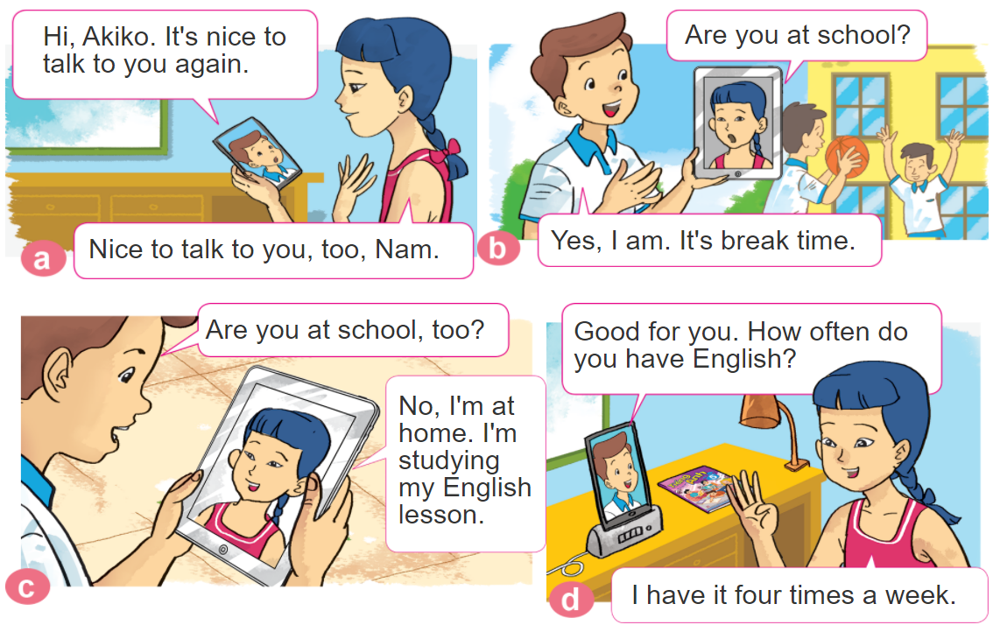 Hi, Akiko. It's nice to
talk to you again.
Nice to talk to you, too, Nam.
a
Are you at school?
Yes, I am. It's break time.
b
Are you at school, too?
No, I'm at
home. I'm
studying
my English
lesson.
c
Good for you. How often do
you have English?
I have it four times a week.
d